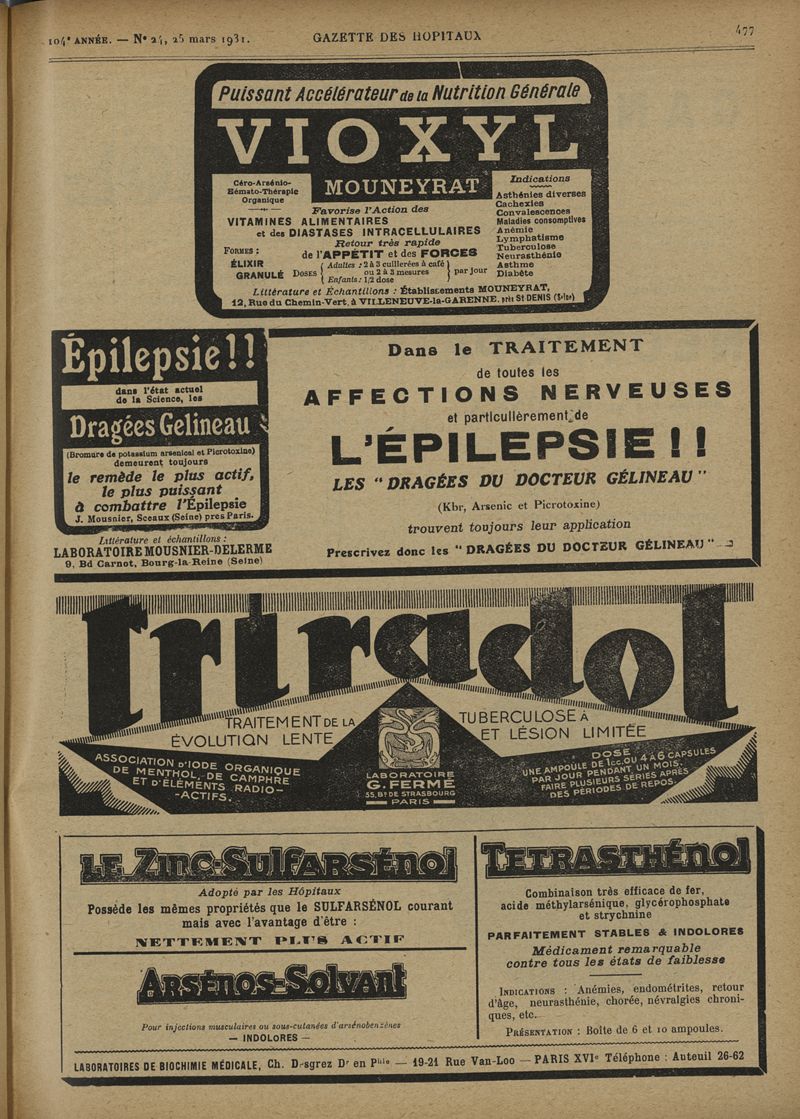 104e ANNÉE. — No 24, 25 mars 1931.
GAZETTE DES HOPITAUX
477
Puissant Accélérateur de la Nutrition Générale
VIOXYL
MOUNEYRAT
Céro-Arsénio-
Hémato-Thérapie
Organique
Favorise l'Action des
VITAMINES ALIMENTAIRES
et des DIASTASES INTRACELLULAIRES
Retour très rapide
de l'APPÉTIT et des FORCES
FORMES :
ÉLIXIR
GRANULÉ
DOSES
Adultes : 2 à 3 cuillerées à café
ou 2 à 3 mesures
Enfants : 1/2 dose
par jour
Indications
Asthénies diverses
Cachexies
Convalescences
Maladies consomptives
Anémie
Lymphatisme
Tuberculose
Neurasthénie
Asthme
Diabète
Littérature et Échantillons : Établissements MOUNEYRAT,
12, Rue du Chemin-Vert, à VILLENEUVE-la-GARENNE, près St DENIS (Seine)
Épilepsie!!
dans l'état actuel
de la Science, les
Dragées Gelineau
(Bromure de potassium arsenical et Picrotoxine)
demeurent toujours
le remède le plus actif,
le plus puissant
à combattre l'Épilepsie
J. Mousnier, Sceaux (Seine) près Paris.
Littérature et échantillons :
LABORATOIRE MOUSNIER-DELERME
9, Bd Carnot, Bourg-la-Reine (Seine)
Dans le TRAITEMENT
de toutes les
AFFECTIONS NERVEUSES
et particulièrement de
L'ÉPILEPSIE!!
LES "DRAGÉES DU DOCTEUR GÉLINEAU"
(Kbr, Arsenic et Picrotoxine)
trouvent toujours leur application
Prescrivez donc les "DRAGÉES DU DOCTEUR GÉLINEAU"
Triradol
TRAITEMENT DE LA TUBERCULOSE À
ÉVOLUTION LENTE ET LÉSION LIMITÉE
ASSOCIATION D'IODE ORGANIQUE
DE MENTHOL, DE CAMPHRE
ET D'ÉLÉMENTS RADIO-
-ACTIFS.
LABORATOIRE
G. FERMÉ
55, Bd DE STRASBOURG
PARIS
DOSE
UNE AMPOULE DE 1cc. OU 4 À 6 CAPSULES
PAR JOUR PENDANT UN MOIS.
FAIRE PLUSIEURS SÉRIES APRÈS
DES PÉRIODES DE REPOS.
LE ZINC-SULFARSÉNOL
Adopté par les Hôpitaux
Possède les mêmes propriétés que le SULFARSÉNOL courant
mais avec l'avantage d'être :
NETTEMENT PLUS ACTIF
ARSÉNOS-SOLVANT
Pour injections musculaires ou sous-cutanées d'arsénobenzènes
— INDOLORES —
TETRASTHÉNOL
Combinaison très efficace de fer,
acide méthylarsénique, glycérophosphate
et strychnine
PARFAITEMENT STABLES & INDOLORES
Médicament remarquable
contre tous les états de faiblesse
INDICATIONS : Anémies, endométrites, retour
d'âge, neurasthénie, chorée, névralgies chroni-
ques, etc.
PRÉSENTATION : Boîte de 6 et 10 ampoules.
LABORATOIRES DE BIOCHIMIE MÉDICALE, Ch. Desgrez Dr en Phie — 19-21 Rue Van-Loo — PARIS XVIe Téléphone : Auteuil 26-62